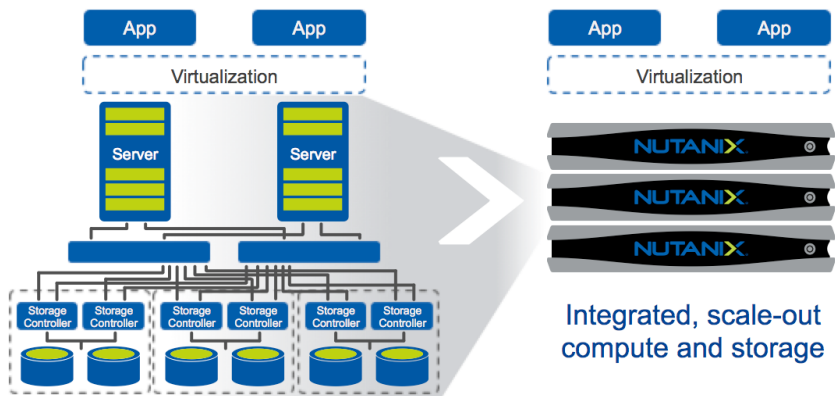 App
App
Virtualization
Server
Server
Storage
Controller
Storage
Controller
Storage
Controller
Storage
Controller
Storage
Controller
Storage
Controller
App
App
Virtualization
NUTANIX
NUTANIX
NUTANIX
Integrated, scale-out
compute and storage